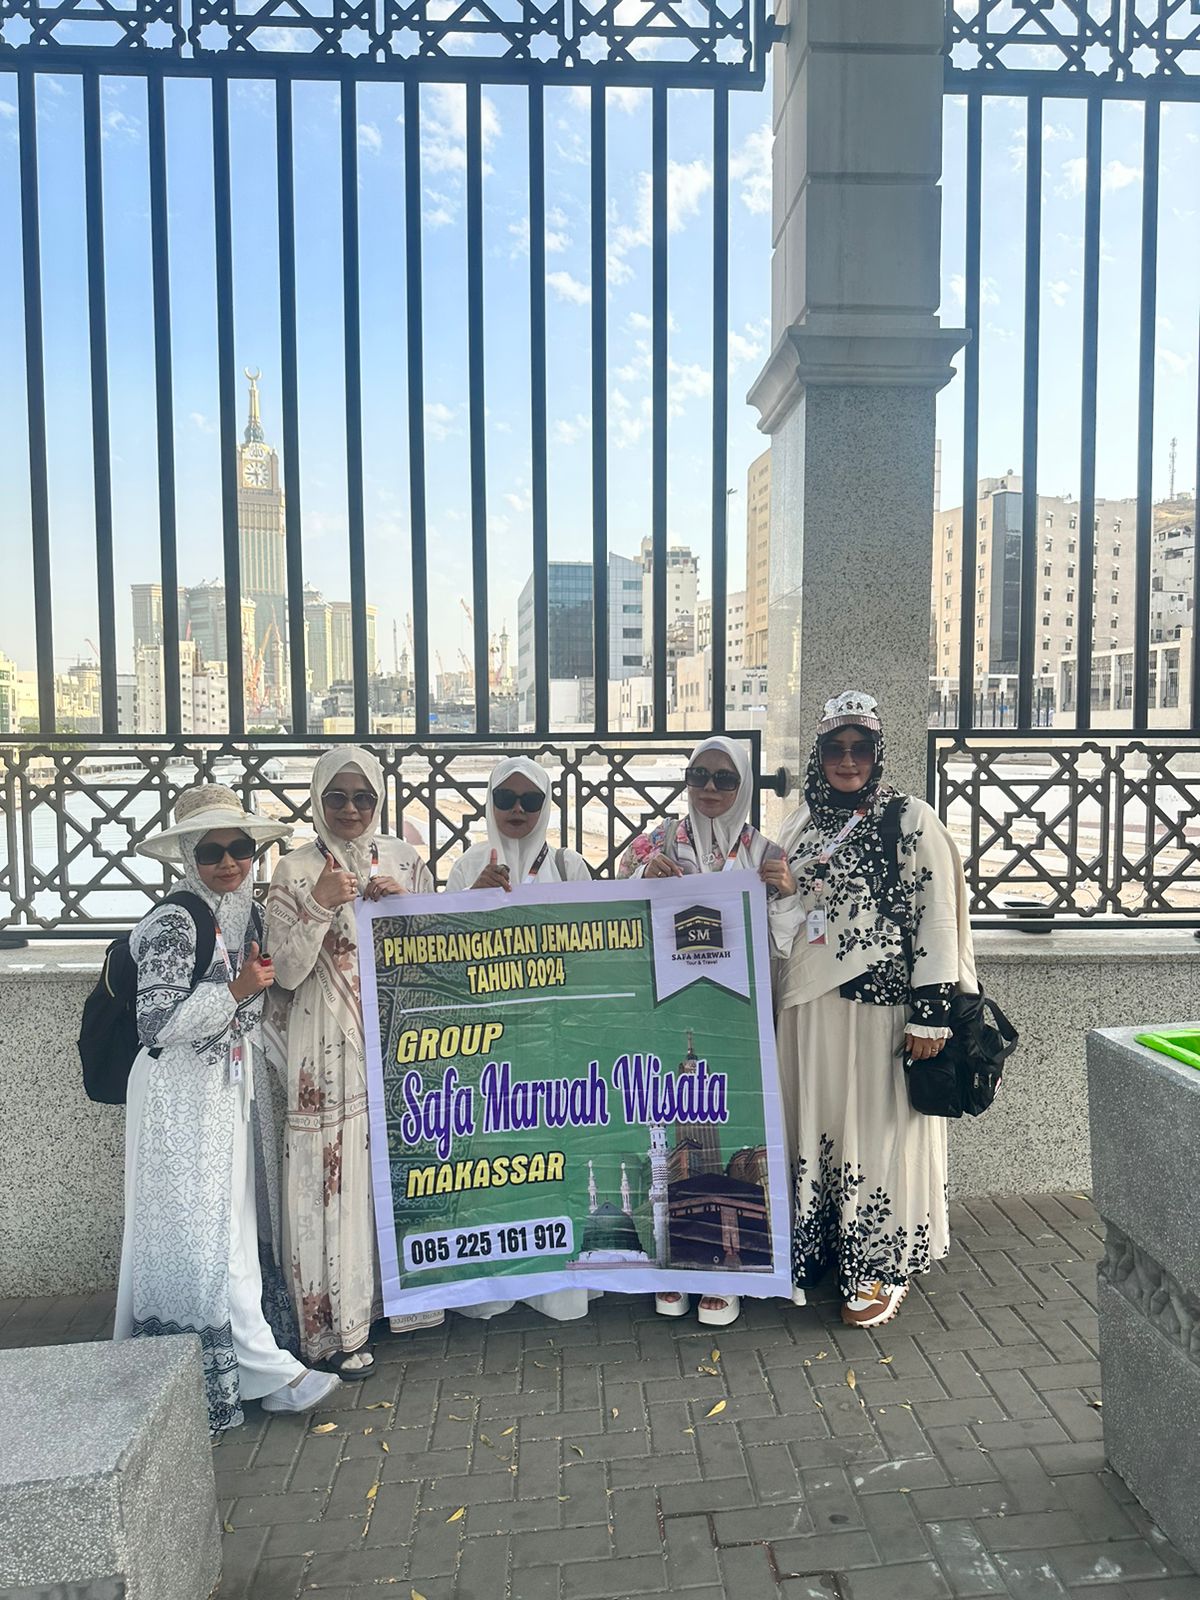 PEMBERANGKATAN JEMAAH HAJI
TAHUN 2024
SM
SAFA MARWAH
Tour & Travel
GROUP
Safa Marwah Wisata
MAKASSAR
085 225 161 912